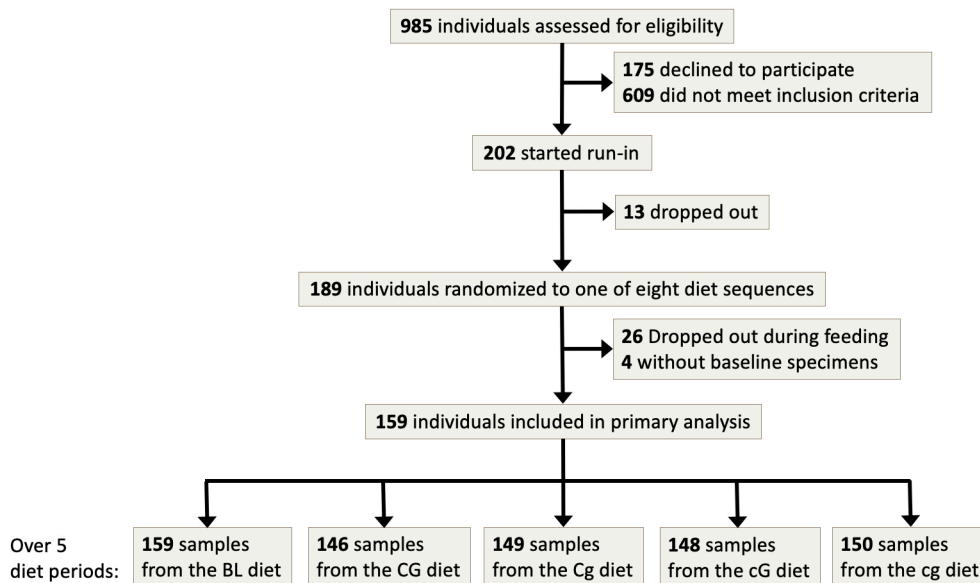 985 individuals assessed for eligibility
175 declined to participate
609 did not meet inclusion criteria
202 started run-in
13 dropped out
189 individuals randomized to one of eight diet sequences
26 Dropped out during feeding
4 without baseline specimens
159 individuals included in primary analysis
Over 5
diet periods:
159 samples
from the BL diet
146 samples
from the CG diet
149 samples
from the Cg diet
148 samples
from the cG diet
150 samples
from the cg diet